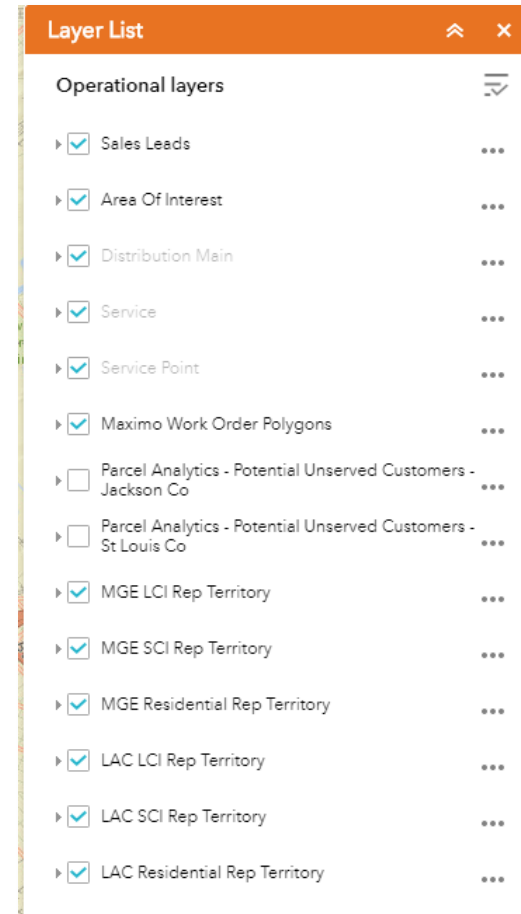 Layer List
Operational layers
Sales Leads
Area Of Interest
Distribution Main
Service
Service Point
Maximo Work Order Polygons
Parcel Analytics - Potential Unserved Customers -
Jackson Co
Parcel Analytics - Potential Unserved Customers -
St Louis Co
MGE LCI Rep Territory
MGE SCI Rep Territory
MGE Residential Rep Territory
LAC LCI Rep Territory
LAC SCI Rep Territory
LAC Residential Rep Territory